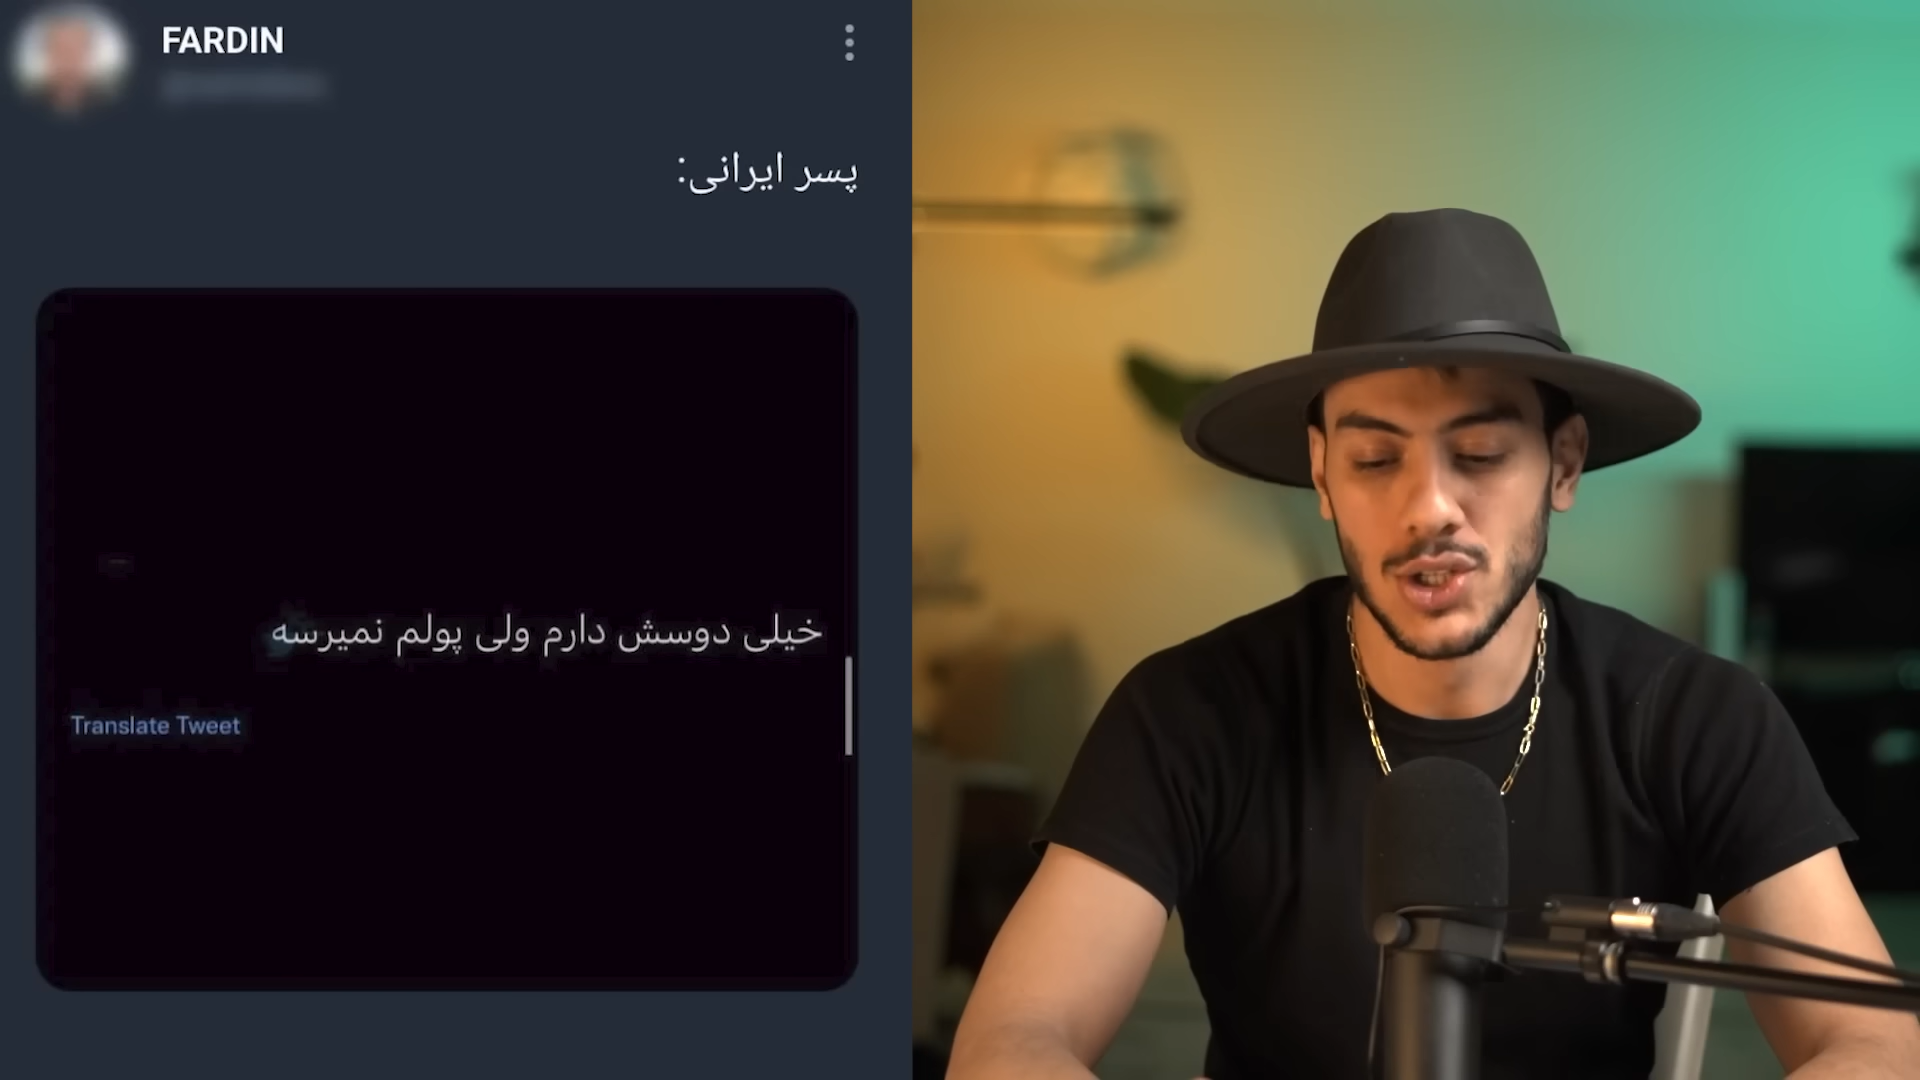 FARDIN
پسر ایرانی:
خیلی دوسش دارم ولی پولم نمیرسه
Translate Tweet